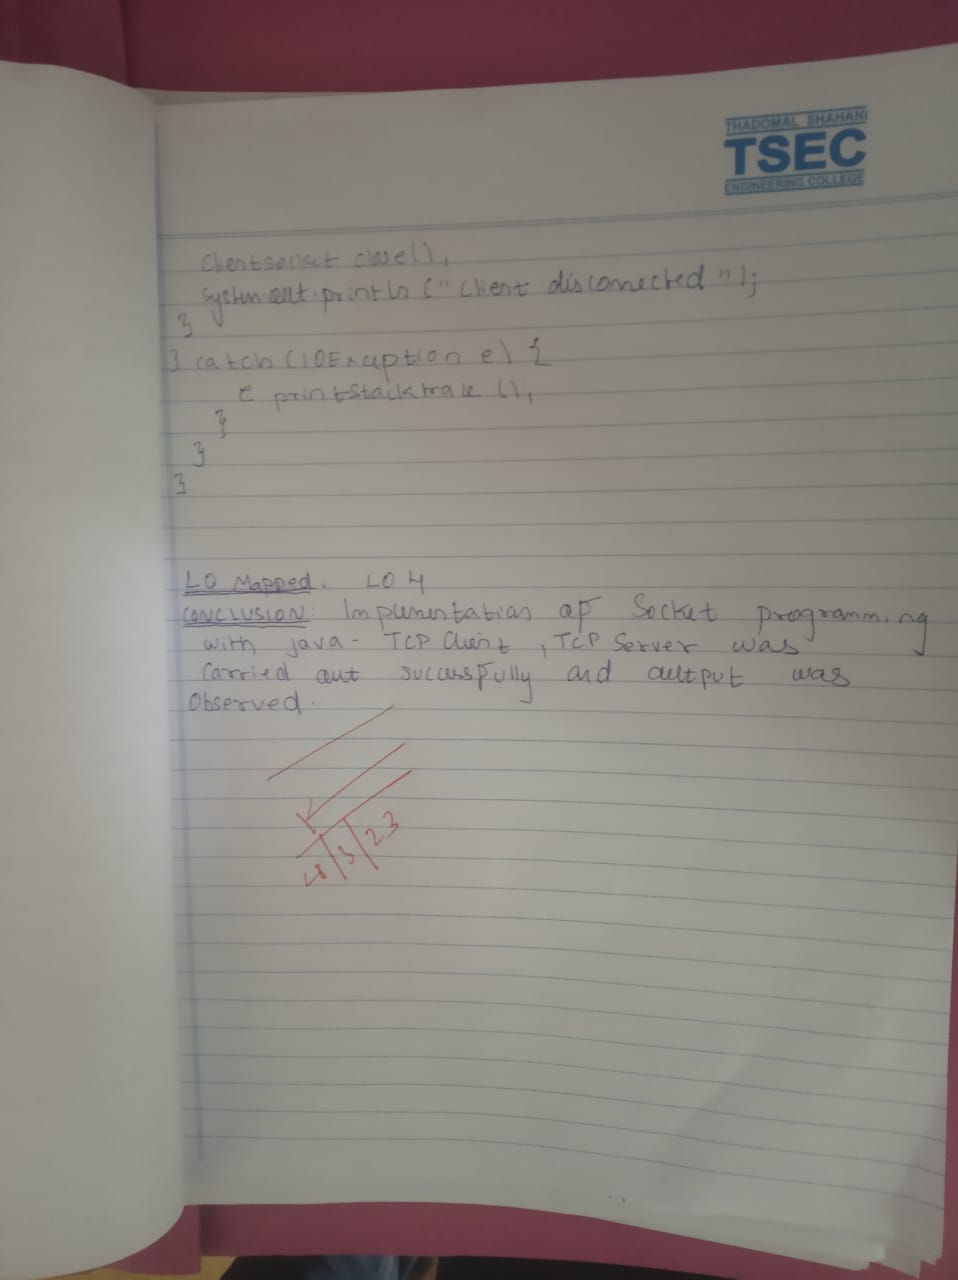 THADOMAL SHAHANI
TSEC
ENGINEERING COLLEGE
Clientsocket close();
System.out.println ("Client disconnected");
}
} catch (IOException e) {
e printStacktrace ();
}
}
}
LO Mapped. LO 4
CONCLUSION: Implementation of Socket programming
with java- TCP Client, TCP Server was
Carried out successfully and output was
Observed.
28/3/23